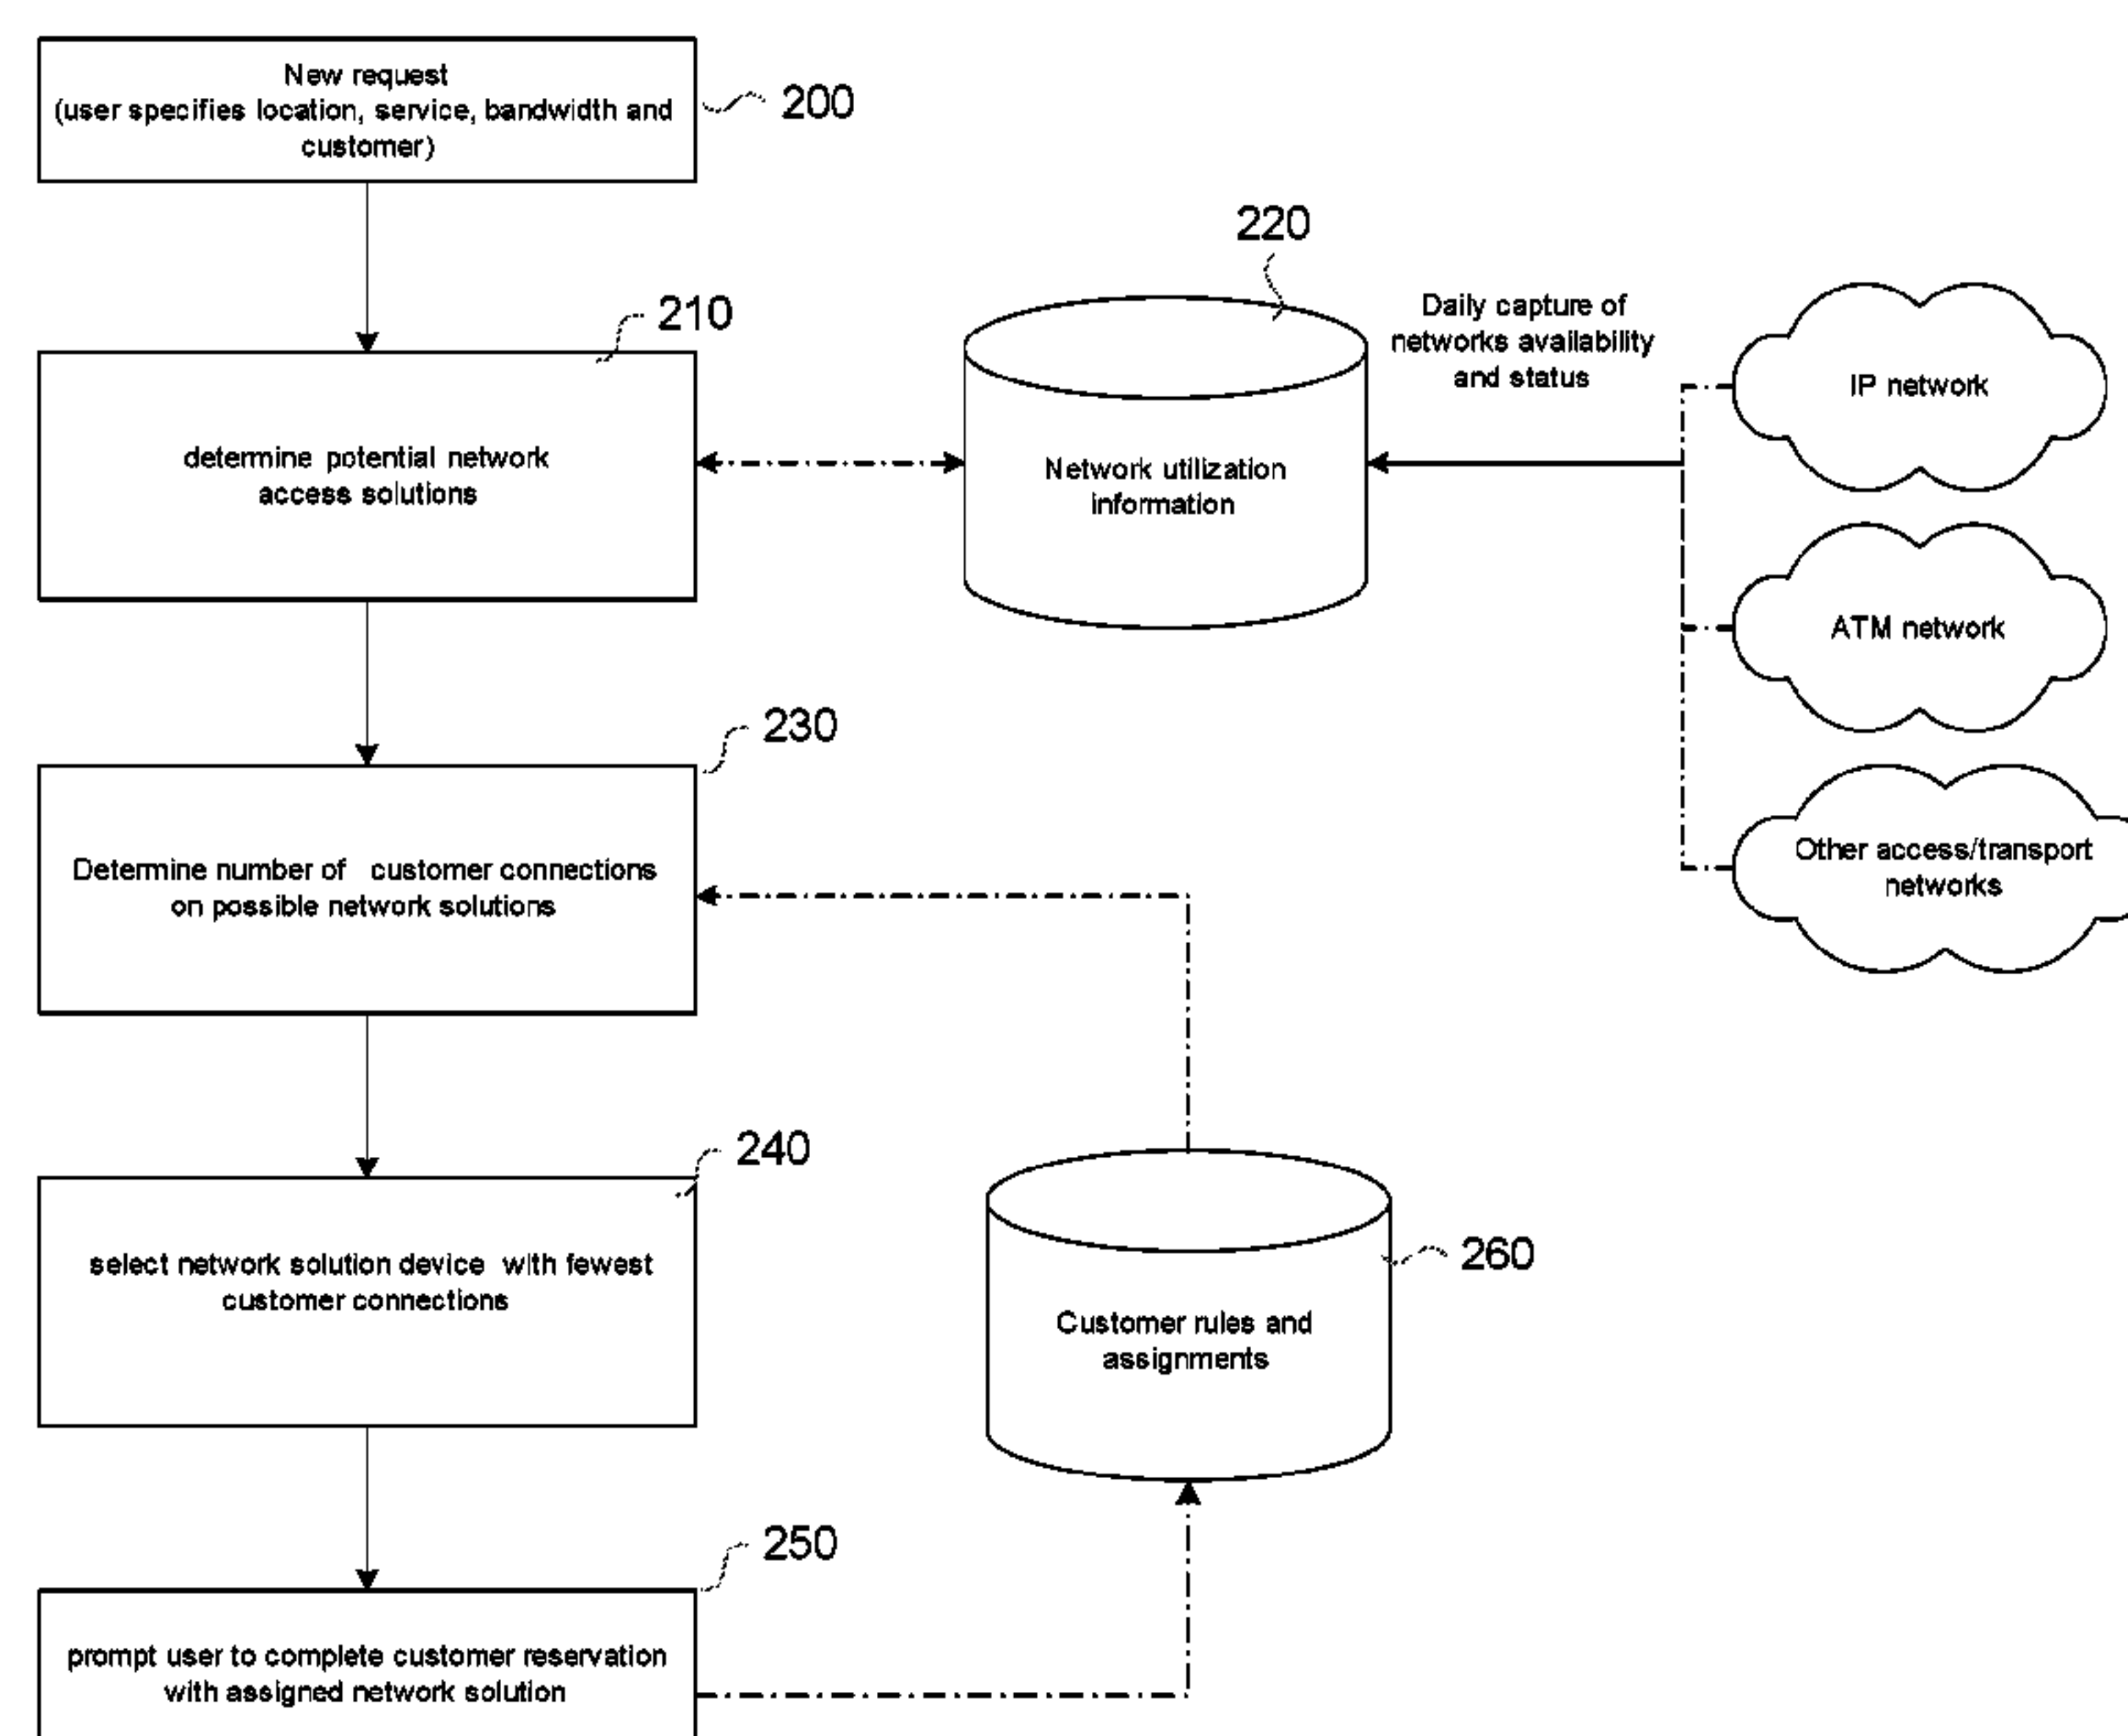 New request
(user specifies location, service, bandwidth and
customer)
200
210
determine potential network
access solutions
220
Network utilization
information
Daily capture of
networks availability
and status
IP network
ATM network
Other access/transport
networks
230
Determine number of customer connections
on possible network solutions
240
select network solution device with fewest
customer connections
260
Customer rules and
assignments
250
prompt user to complete customer reservation
with assigned network solution